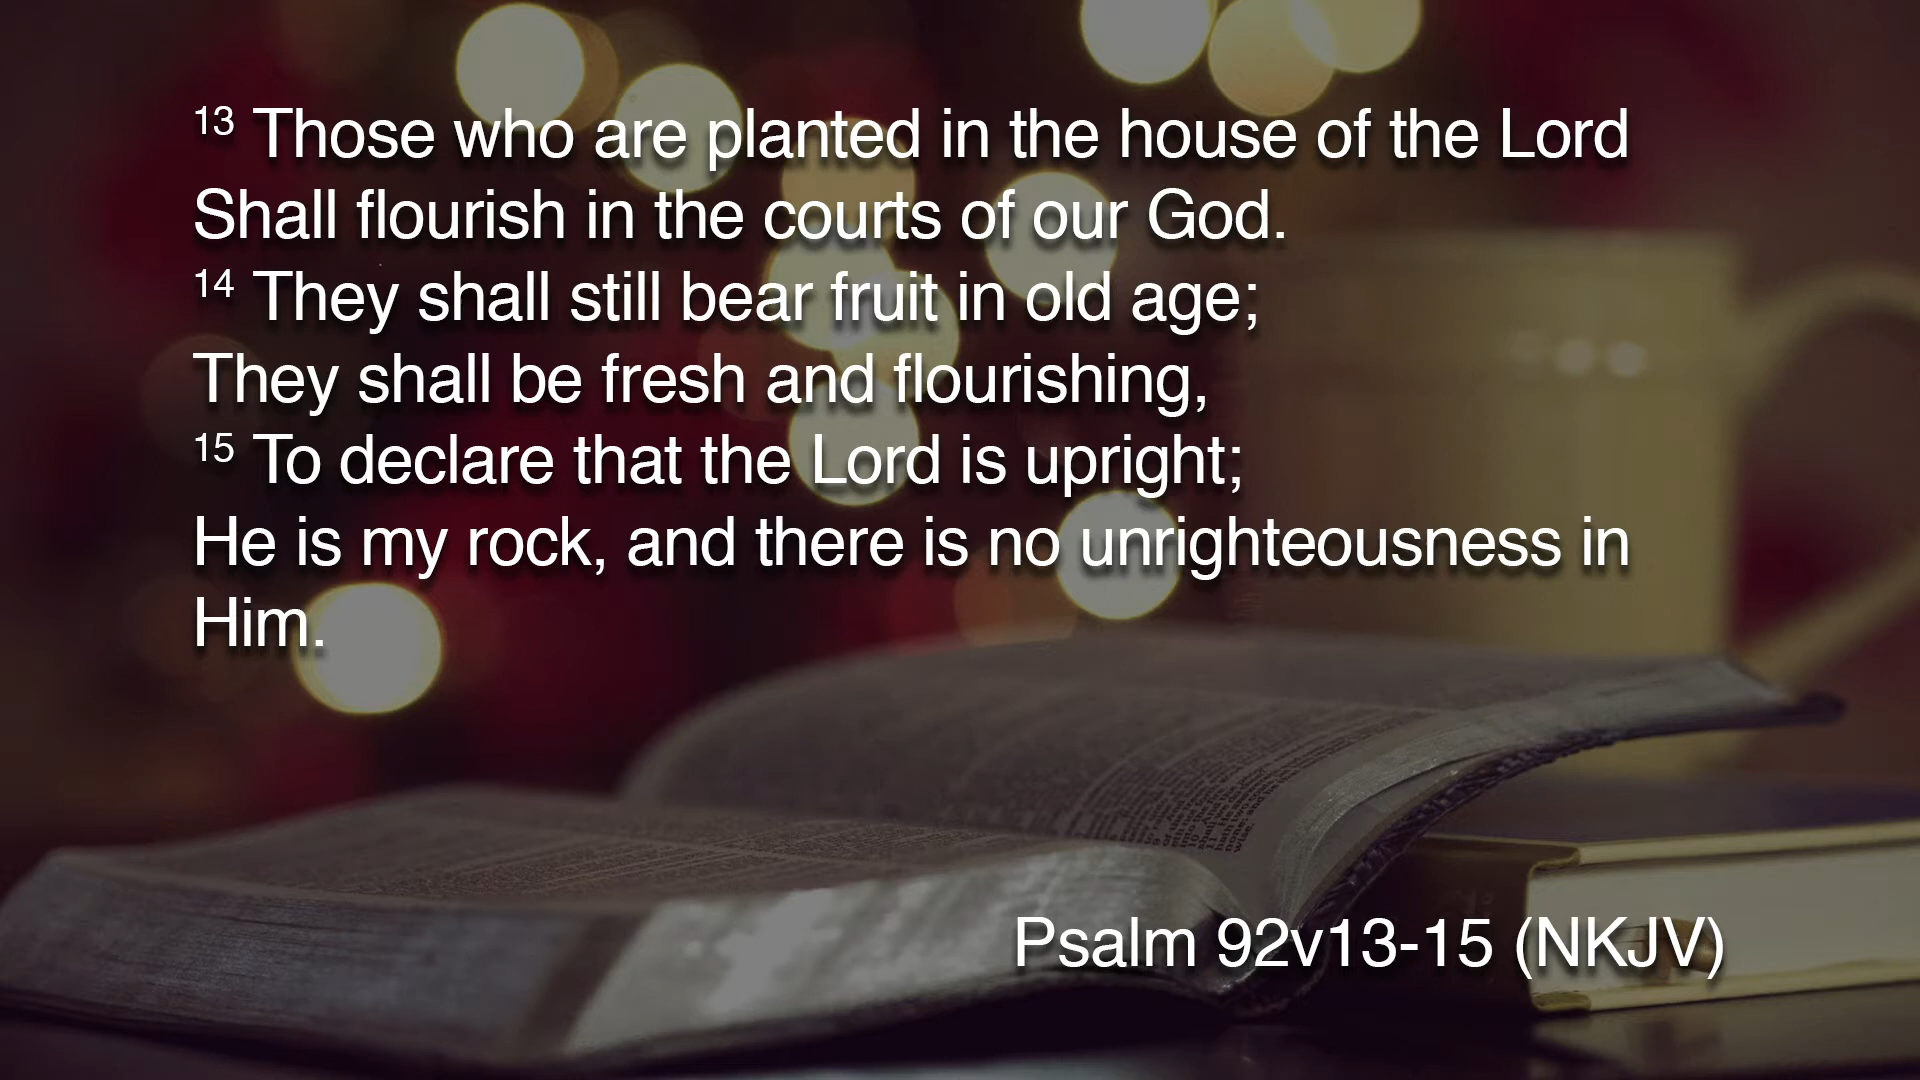 13 Those who are planted in the house of the Lord
Shall flourish in the courts of our God.
14 They shall still bear fruit in old age;
They shall be fresh and flourishing,
15 To declare that the Lord is upright;
He is my rock, and there is no unrighteousness in
Him.
Psalm 92v13-15 (NKJV)